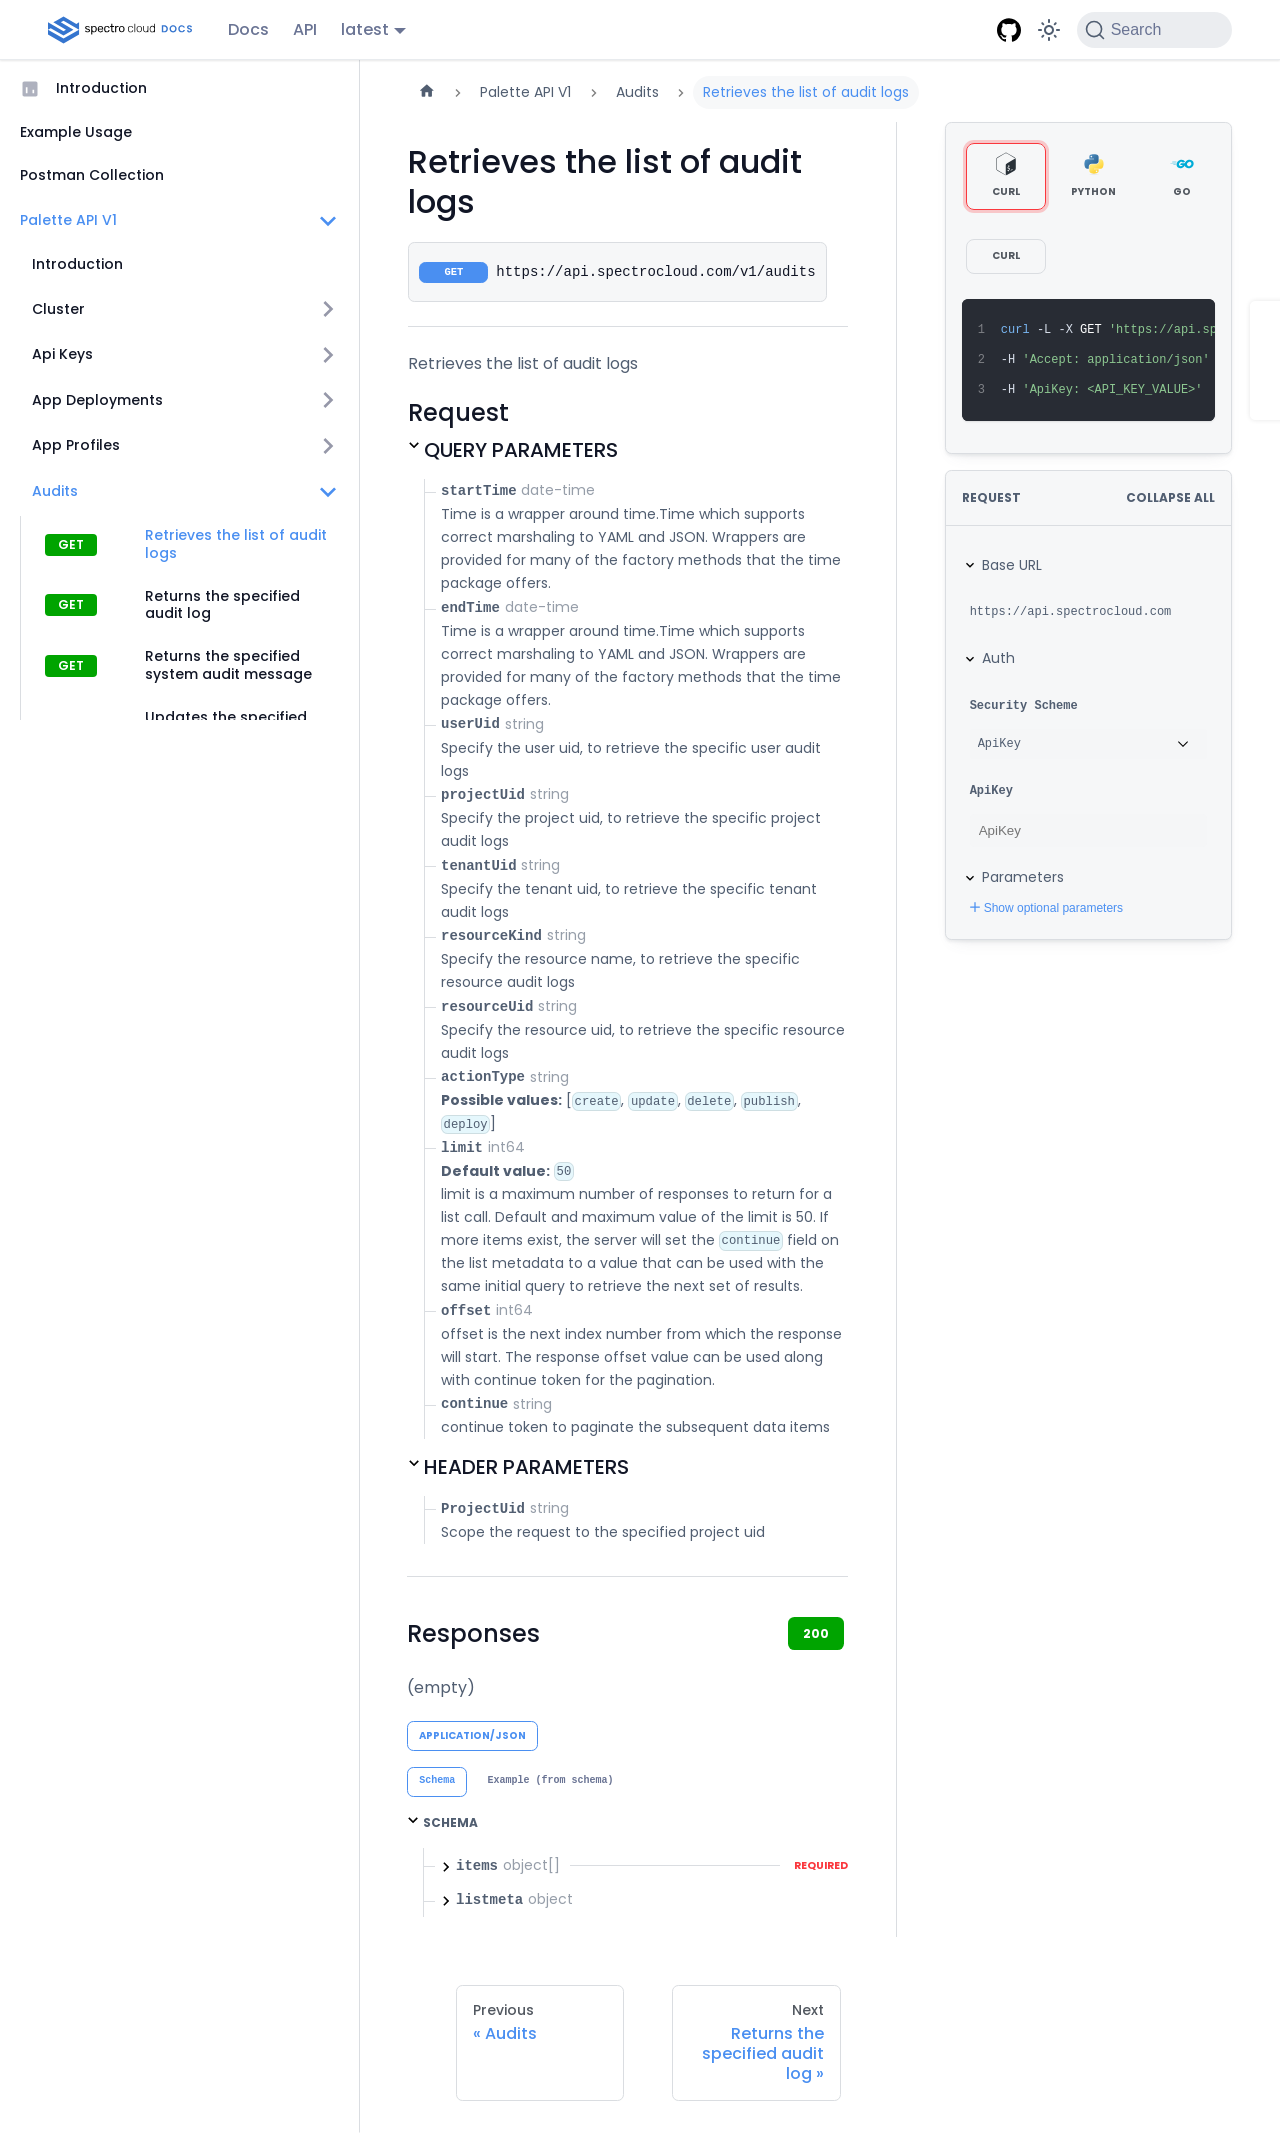 spectro cloud DOCS
Docs
API
latest
Search
Introduction
Example Usage
Postman Collection
Palette API V1
Introduction
Cluster
Api Keys
App Deployments
App Profiles
Audits
GET
Retrieves the list of audit
logs
GET
Returns the specified
audit log
GET
Returns the specified
system audit message
Updates the specified
Palette API V1
Audits
Retrieves the list of audit logs
Retrieves the list of audit
logs
GET https://api.spectrocloud.com/v1/audits
Retrieves the list of audit logs
Request
QUERY PARAMETERS
startTime date-time
Time is a wrapper around time.Time which supports
correct marshaling to YAML and JSON. Wrappers are
provided for many of the factory methods that the time
package offers.
endTime date-time
Time is a wrapper around time.Time which supports
correct marshaling to YAML and JSON. Wrappers are
provided for many of the factory methods that the time
package offers.
userUid string
Specify the user uid, to retrieve the specific user audit
logs
projectUid string
Specify the project uid, to retrieve the specific project
audit logs
tenantUid string
Specify the tenant uid, to retrieve the specific tenant
audit logs
resourceKind string
Specify the resource name, to retrieve the specific
resource audit logs
resourceUid string
Specify the resource uid, to retrieve the specific resource
audit logs
actionType string
Possible values: [create, update, delete, publish,
deploy]
limit int64
Default value: 50
limit is a maximum number of responses to return for a
list call. Default and maximum value of the limit is 50. If
more items exist, the server will set the continue field on
the list metadata to a value that can be used with the
same initial query to retrieve the next set of results.
offset int64
offset is the next index number from which the response
will start. The response offset value can be used along
with continue token for the pagination.
continue string
continue token to paginate the subsequent data items
HEADER PARAMETERS
ProjectUid string
Scope the request to the specified project uid
Responses
200
(empty)
APPLICATION/JSON
Schema
Example (from schema)
SCHEMA
items object[]
REQUIRED
listmeta object
Previous
« Audits
Next
Returns the
specified audit
log »
CURL
PYTHON
GO
GO
CURL
1 curl -L -X GET 'https://api.sp
2 -H 'Accept: application/json'
3 -H 'ApiKey: <API_KEY_VALUE>'
REQUEST
COLLAPSE ALL
Base URL
https://api.spectrocloud.com
Auth
Security Scheme
ApiKey
ApiKey
ApiKey
Parameters
Show optional parameters